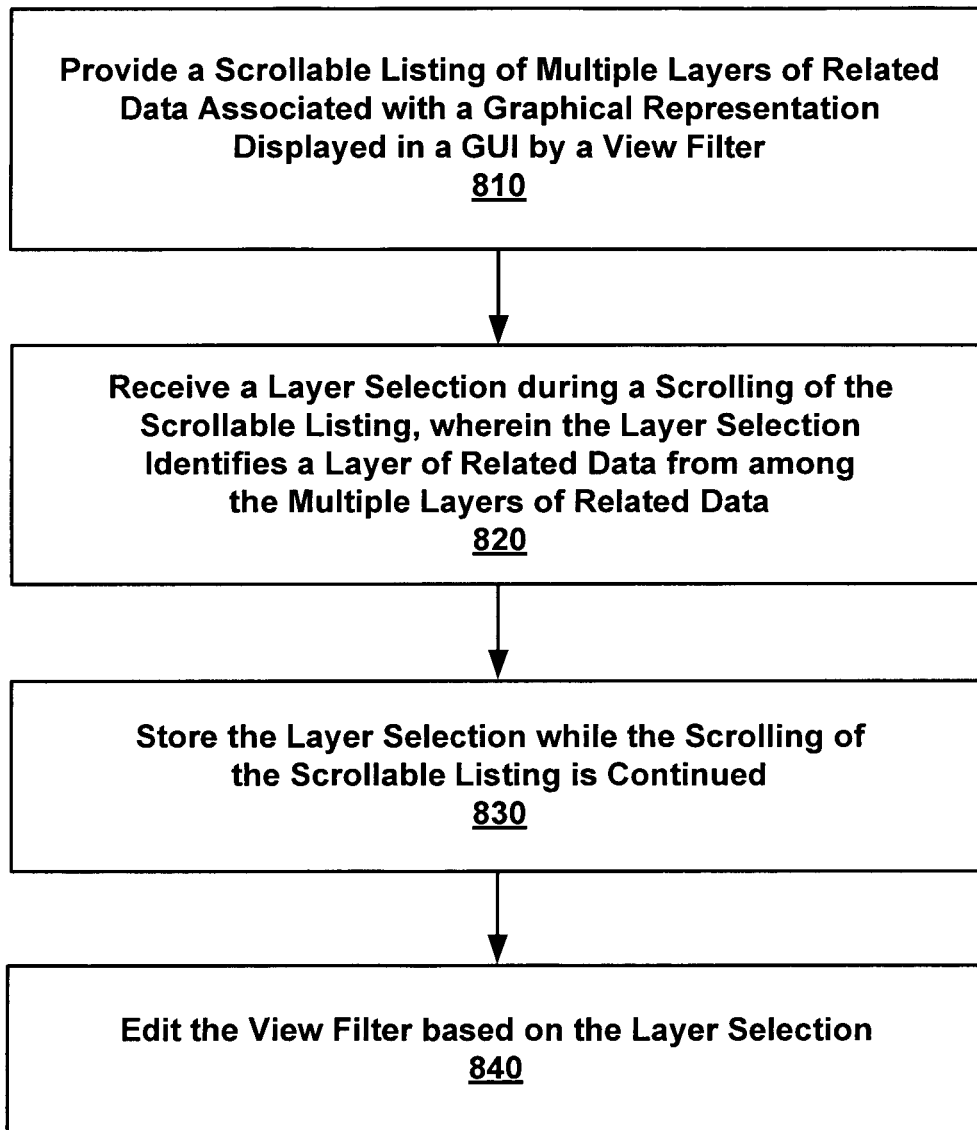 Provide a Scrollable Listing of Multiple Layers of Related
Data Associated with a Graphical Representation
Displayed in a GUI by a View Filter
810
Receive a Layer Selection during a Scrolling of the
Scrollable Listing, wherein the Layer Selection
Identifies a Layer of Related Data from among
the Multiple Layers of Related Data
820
Store the Layer Selection while the Scrolling of
the Scrollable Listing is Continued
830
Edit the View Filter based on the Layer Selection
840